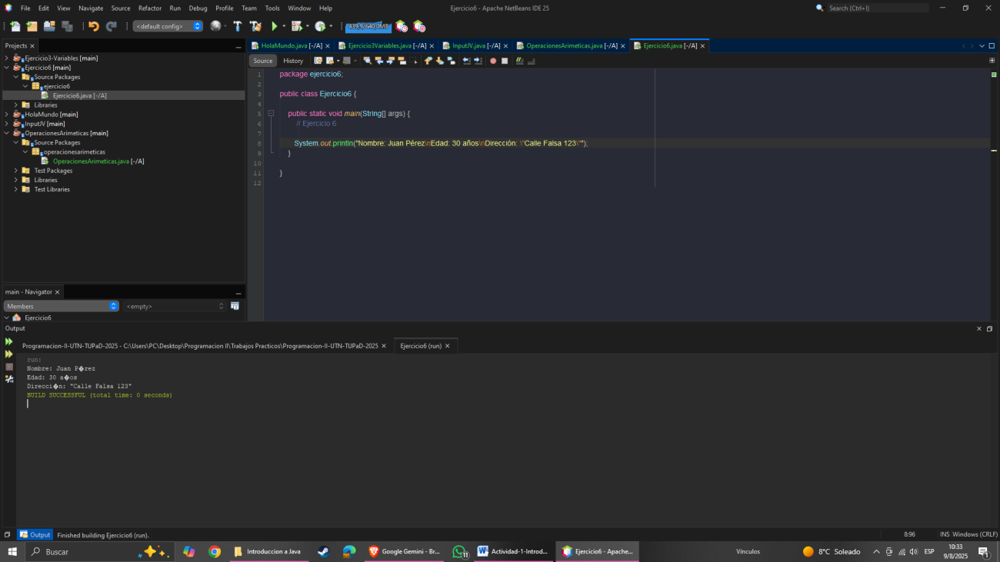 File Edit View Navigate Source Refactor Run Debug Profile Team Tools Window Help
Ejercicio6 - Apache NetBeans IDE 25
Search (Ctrl+I)
<default config>
439.9/640.0MB
Projects
HolaMundo.java [-/A] Ejercicio3Variables.java [-/A] InputJV.java [-/A] OperacionesArimeticas.java [-/A] Ejercicio6.java [-/A]
Source History
Ejercicio3-Variables [main]
Ejercicio6 [main]
Source Packages
ejercicio6
Ejercicio6.java [-/A]
Libraries
HolaMundo [main]
InputJV [main]
OperacionesArimeticas [main]
Source Packages
operacionesarimeticas
OperacionesArimeticas.java [-/A]
Test Packages
Libraries
Test Libraries
1 package ejercicio6;
2
3 public class Ejercicio6 {
4
5 public static void main(String[] args) {
6 // Ejercicio 6
7
8 System.out.println("Nombre: Juan Pérez\nEdad: 30 años\nDirección: \"Calle Falsa 123\"");
9 }
10
11 }
12
main - Navigator
Members
<empty>
Ejercicio6
Output
Programacion-II-UTN-TUPaD-2025 - C:\Users\PC\Desktop\Programacion II\Trabajos Practicos\Programacion-II-UTN-TUPaD-2025
Ejercicio6 (run)
run:
Nombre: Juan P�rez
Edad: 30 a�os
Direcci�n: "Calle Falsa 123"
BUILD SUCCESSFUL (total time: 0 seconds)
Output
Finished building Ejercicio6 (run).
8:96
INS Windows (CRLF)
Buscar
Introduccion a Java
Google Gemini - Br...
11
Actividad-1-Introd...
Ejercicio6 - Apache...
Vínculos
8°C Soleado
ESP
10:33
9/8/2025
1